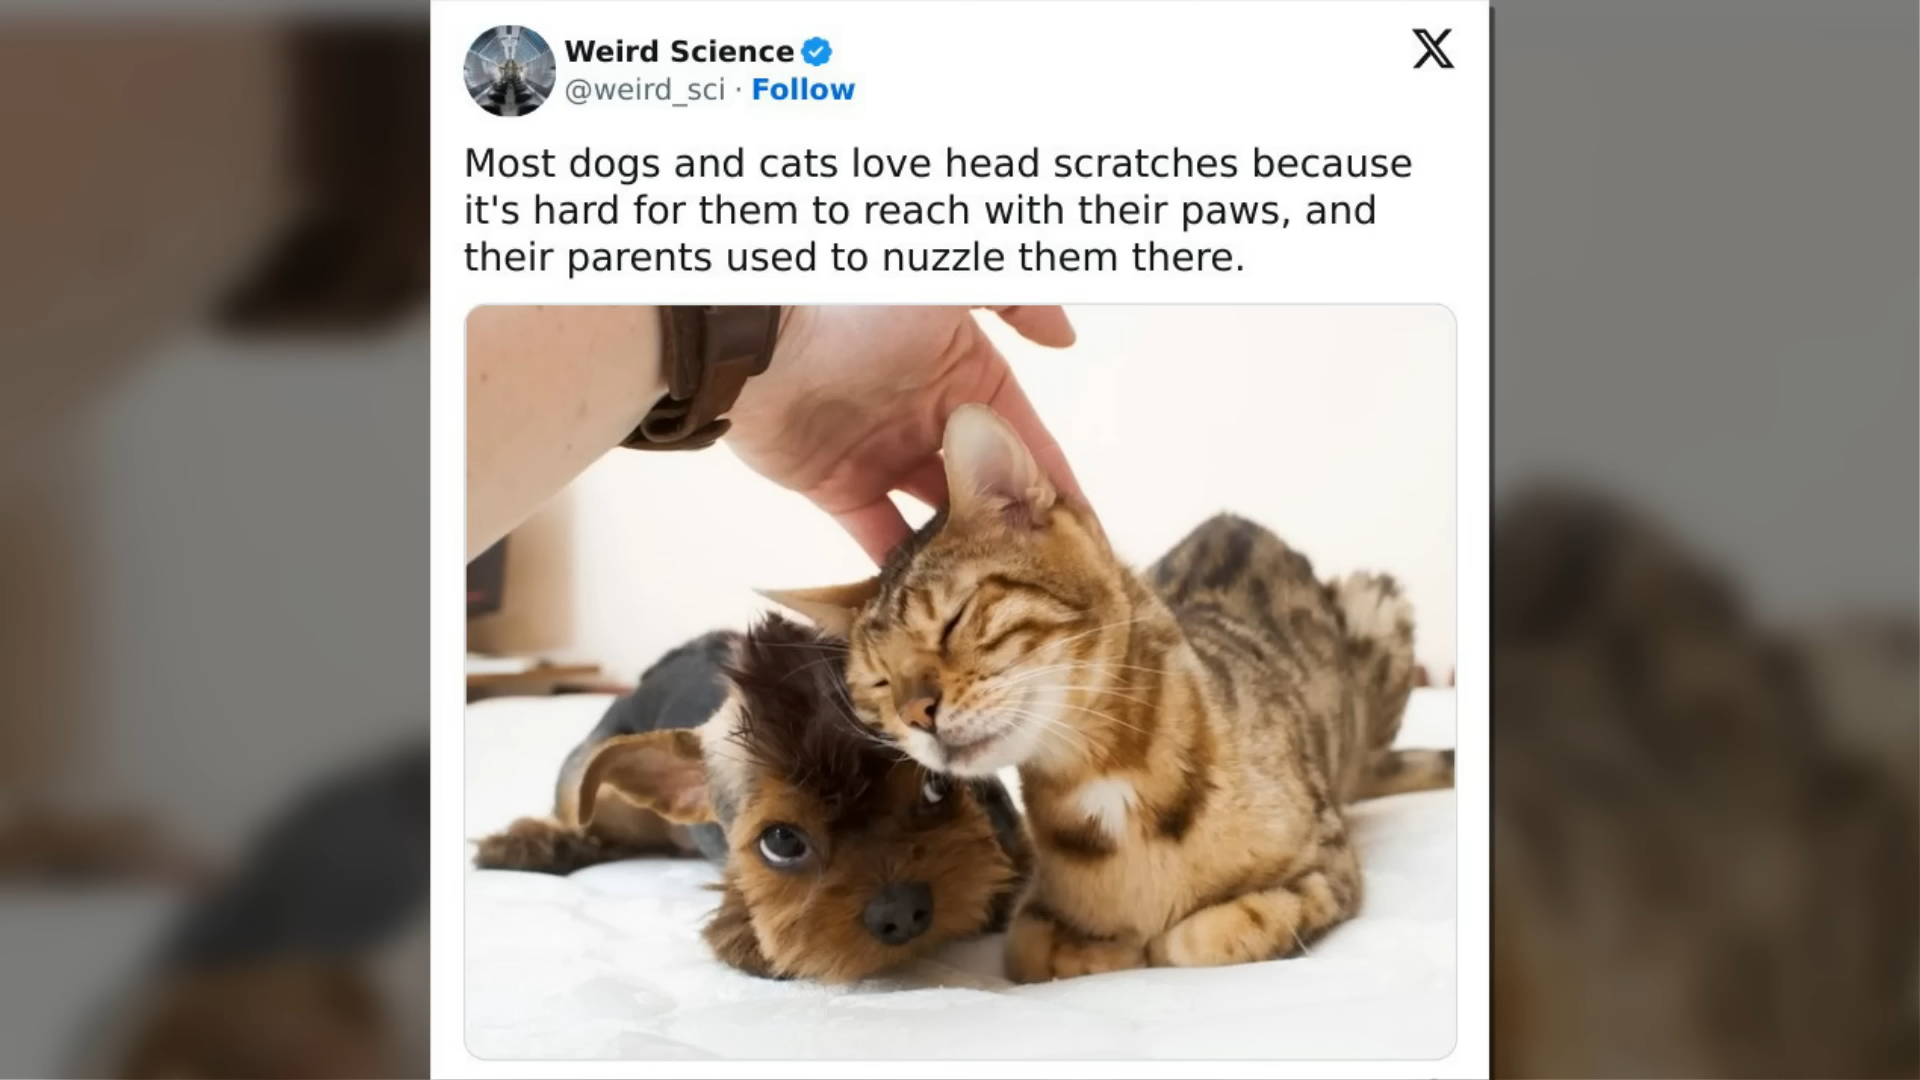 Weird Science
@weird_sci · Follow
Most dogs and cats love head scratches because
it's hard for them to reach with their paws, and
their parents used to nuzzle them there.